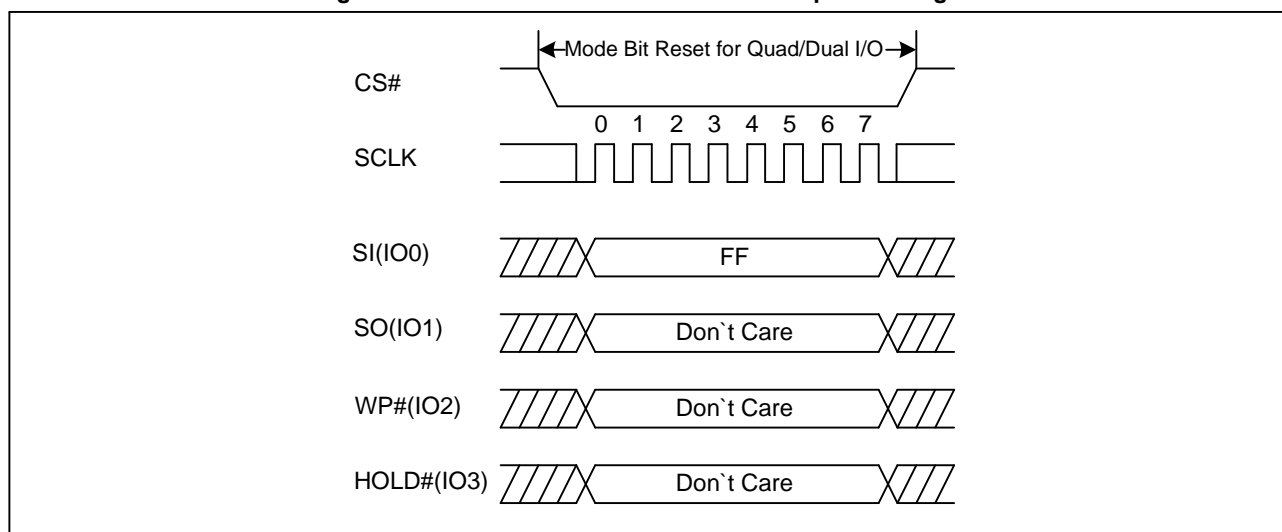 Mode Bit Reset for Quad/Dual I/O
CS#
0 1 2 3 4 5 6 7
SCLK
SI(IO0) FF
SO(IO1) Don`t Care
WP#(IO2) Don`t Care
HOLD#(IO3) Don`t Care